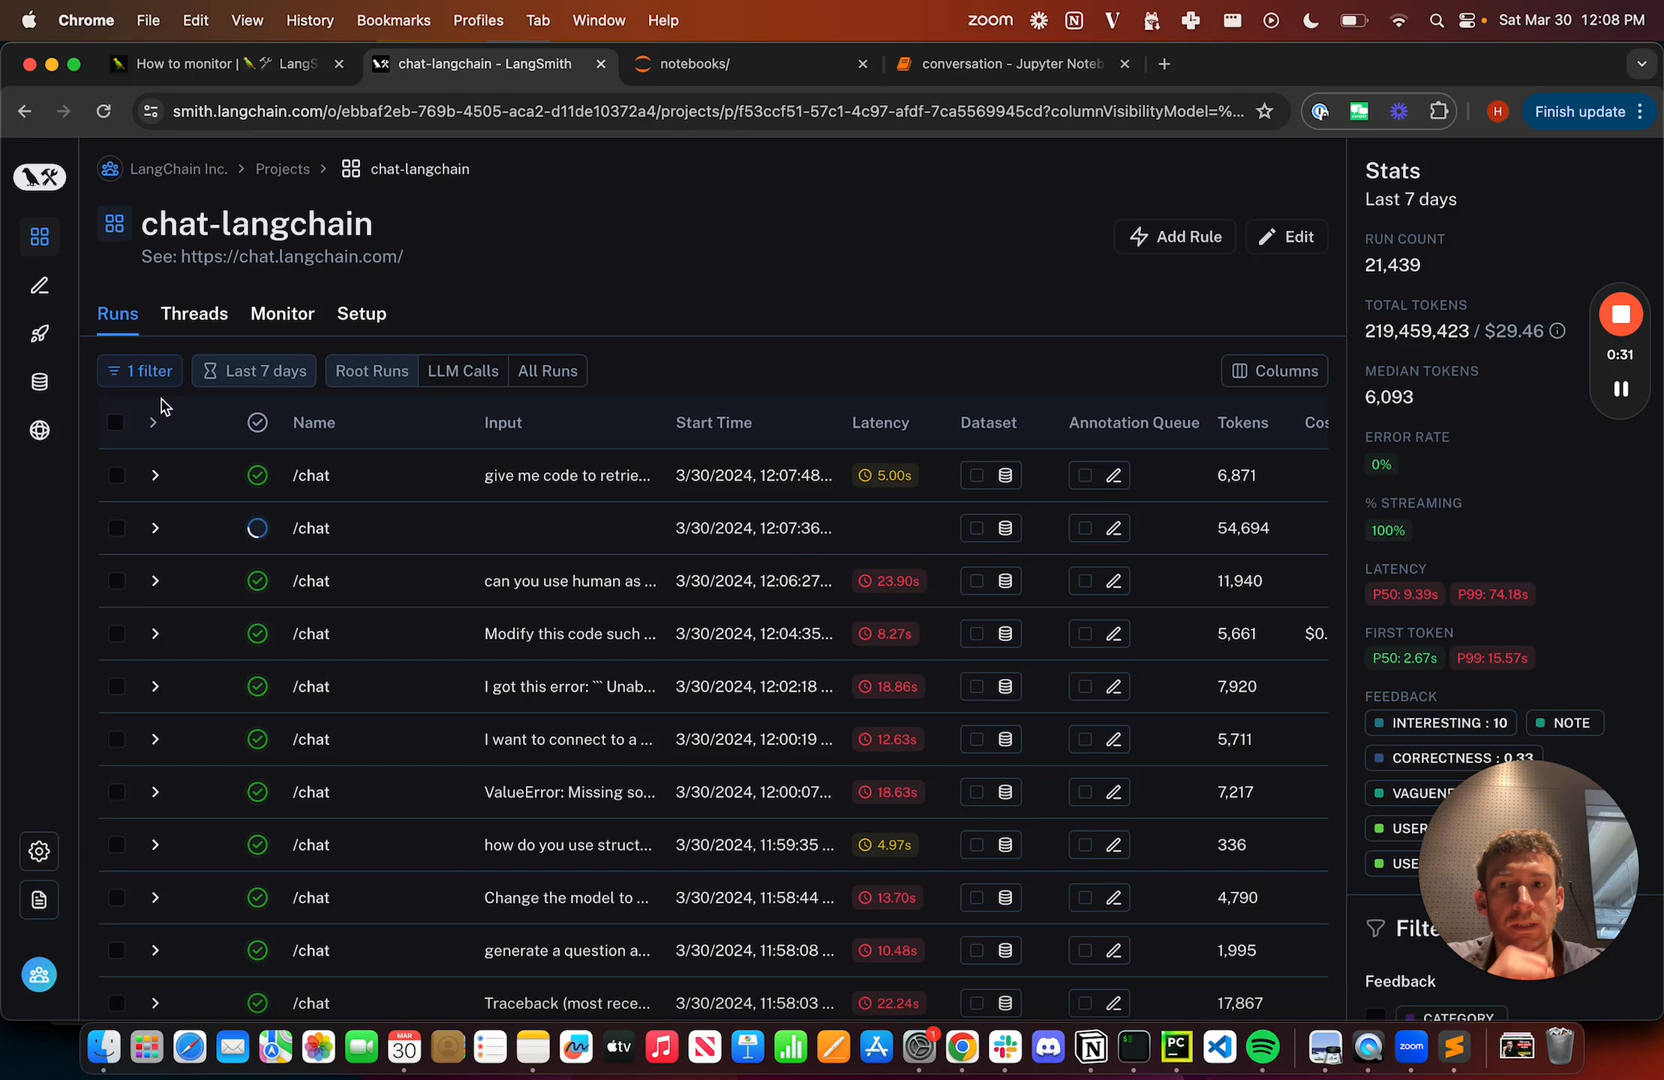 Chrome File Edit View History Bookmarks Profiles Tab Window Help zoom Sat Mar 30 12:08 PM
How to monitor | LangS chat-langchain - LangSmith notebooks/ conversation - Jupyter Noteb
smith.langchain.com/o/ebbaf2eb-769b-4505-aca2-d11de10372a4/projects/p/f53ccf51-57c1-4c97-afdf-7ca5569945cd?columnVisibilityModel=%... H Finish update
LangChain Inc. > Projects > chat-langchain
chat-langchain
See: https://chat.langchain.com/
Add Rule Edit
Runs Threads Monitor Setup
1 filter Last 7 days Root Runs LLM Calls All Runs Columns
Name Input Start Time Latency Dataset Annotation Queue Tokens Cos
/chat give me code to retrie... 3/30/2024, 12:07:48... 5.00s 6,871
/chat 3/30/2024, 12:07:36... 54,694
/chat can you use human as ... 3/30/2024, 12:06:27... 23.90s 11,940
/chat Modify this code such ... 3/30/2024, 12:04:35... 8.27s 5,661 $0.
/chat I got this error: ``` Unab... 3/30/2024, 12:02:18 ... 18.86s 7,920
/chat I want to connect to a ... 3/30/2024, 12:00:19 ... 12.63s 5,711
/chat ValueError: Missing so... 3/30/2024, 12:00:07... 18.63s 7,217
/chat how do you use struct... 3/30/2024, 11:59:35 ... 4.97s 336
/chat Change the model to ... 3/30/2024, 11:58:44 ... 13.70s 4,790
/chat generate a question a... 3/30/2024, 11:58:08 ... 10.48s 1,995
/chat Traceback (most rece... 3/30/2024, 11:58:03 ... 22.24s 17,867
Stats
Last 7 days
RUN COUNT
21,439
TOTAL TOKENS
219,459,423 / $29.46
MEDIAN TOKENS
6,093
ERROR RATE
0%
% STREAMING
100%
LATENCY
P50: 9.39s P99: 74.18s
FIRST TOKEN
P50: 2.67s P99: 15.57s
FEEDBACK
INTERESTING : 10 NOTE
CORRECTNESS : 0.33
VAGUENE
USER
USE
Filte
Feedback
CATEGORY
0:31
MAR
30
tv
1
PC
zoom